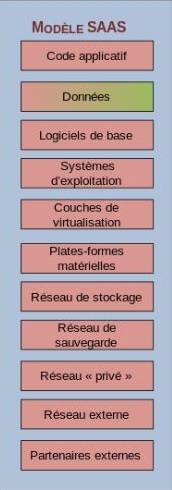 MODÈLE SAAS
Code applicatif
Données
Logiciels de base
Systèmes
d'exploitation
Couches de
virtualisation
Plates-formes
matérielles
Réseau de stockage
Réseau de
sauvegarde
Réseau « privé »
Réseau externe
Partenaires externes